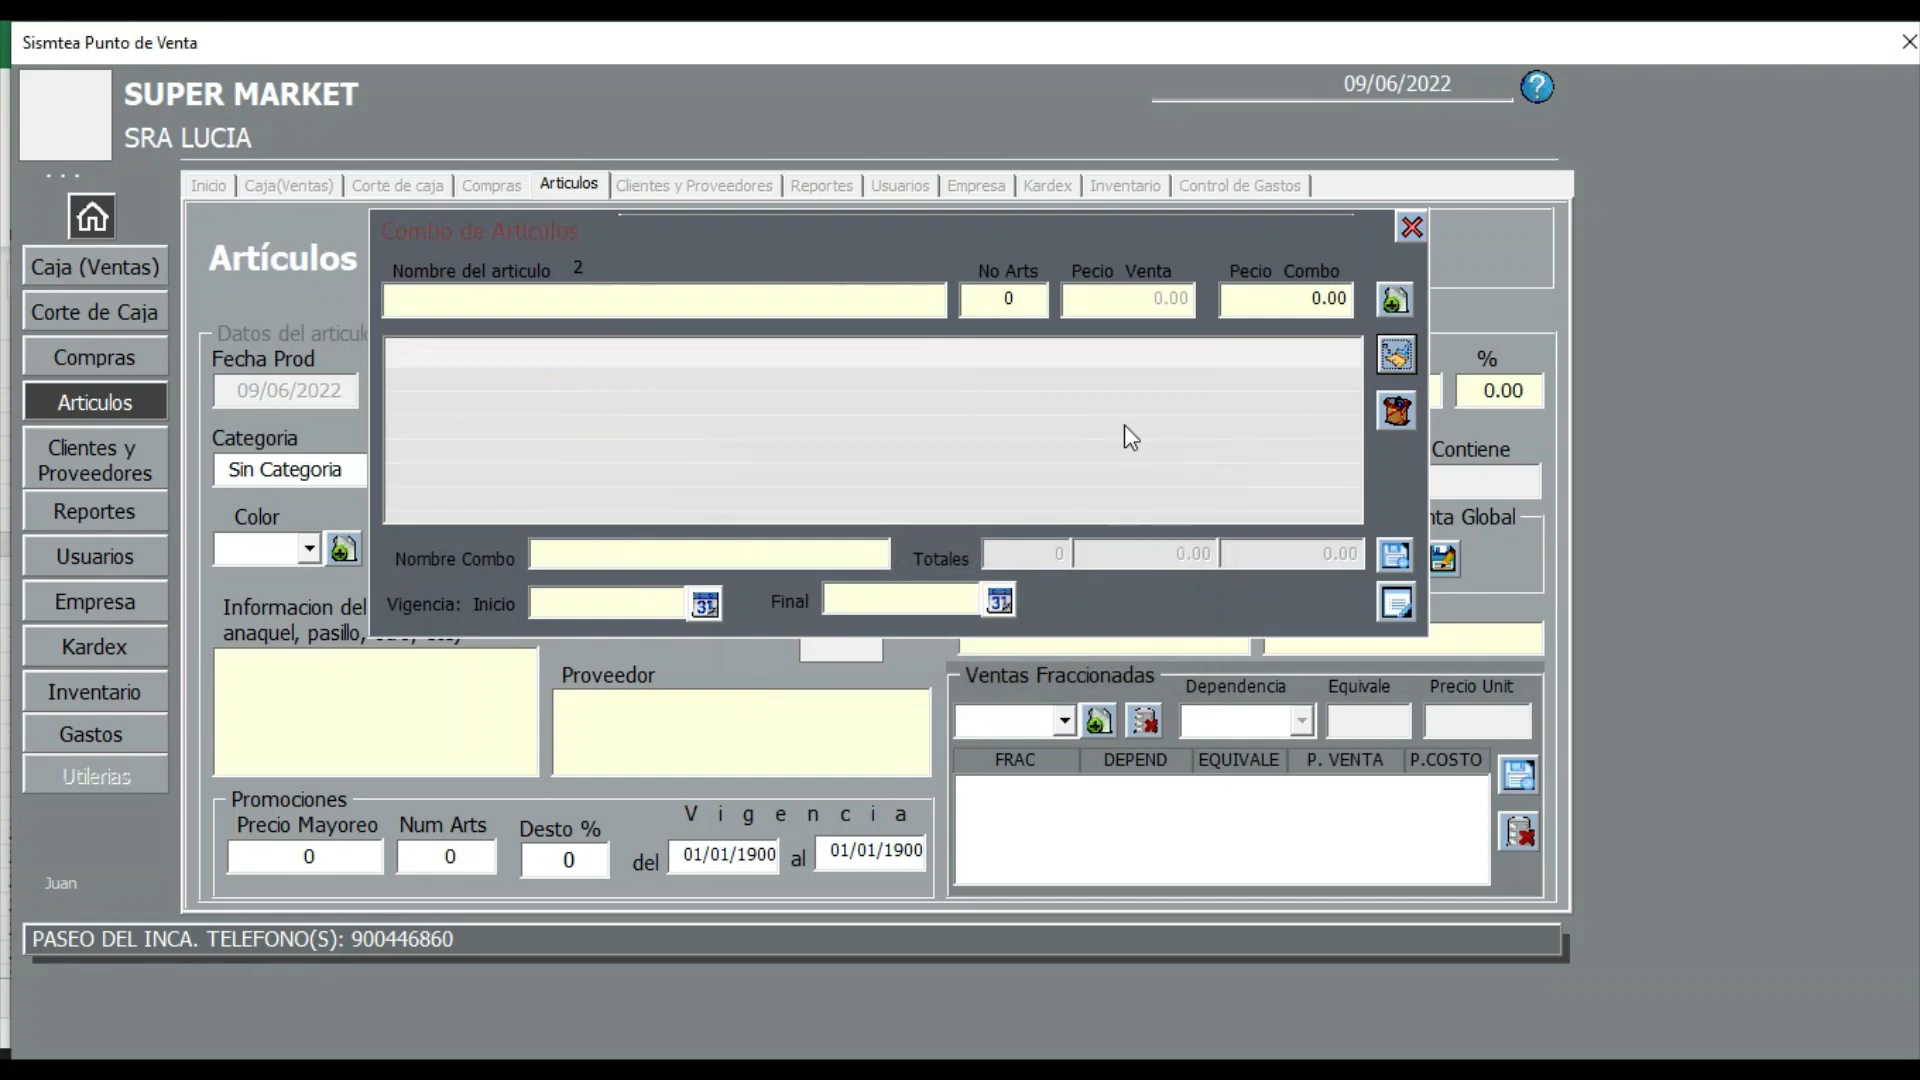 Sismtea Punto de Venta
SUPER MARKET
SRA LUCIA
09/06/2022
?
. . .
Inicio
Caja(Ventas)
Corte de caja
Compras
Articulos
Clientes y Proveedores
Reportes
Usuarios
Empresa
Kardex
Inventario
Control de Gastos
Caja (Ventas)
Corte de Caja
Compras
Articulos
Clientes y
Proveedores
Reportes
Usuarios
Empresa
Kardex
Inventario
Gastos
Utilerias
Juan
Artículos
Combo de Articulos
Nombre del articulo 2
No Arts
Pecio Venta
Pecio Combo
0
0.00
0.00
Nombre Combo
Totales
0
0.00
0.00
Vigencia: Inicio
31
Final
31
Datos del articulo
Fecha Prod
09/06/2022
Categoria
Sin Categoria
Color
%
0.00
Contiene
nta Global
Informacion del
anaquel, pasillo,
Proveedor
Promociones
Precio Mayoreo
Num Arts
Desto %
V i g e n c i a
0
0
0
del
01/01/1900
al
01/01/1900
Ventas Fraccionadas
Dependencia
Equivale
Precio Unit
FRAC
DEPEND
EQUIVALE
P. VENTA
P.COSTO
PASEO DEL INCA. TELEFONO(S): 900446860